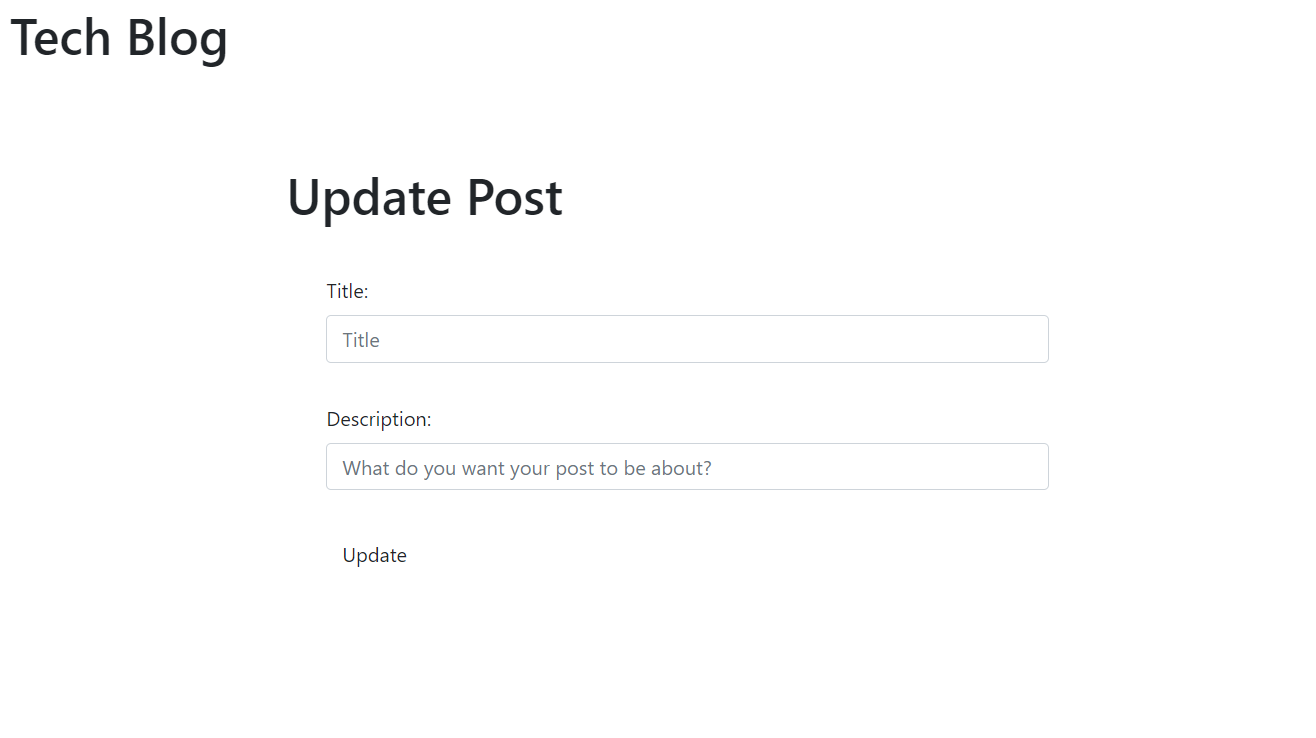 Tech Blog
Update Post
Title:
Title
Description:
What do you want your post to be about?
Update